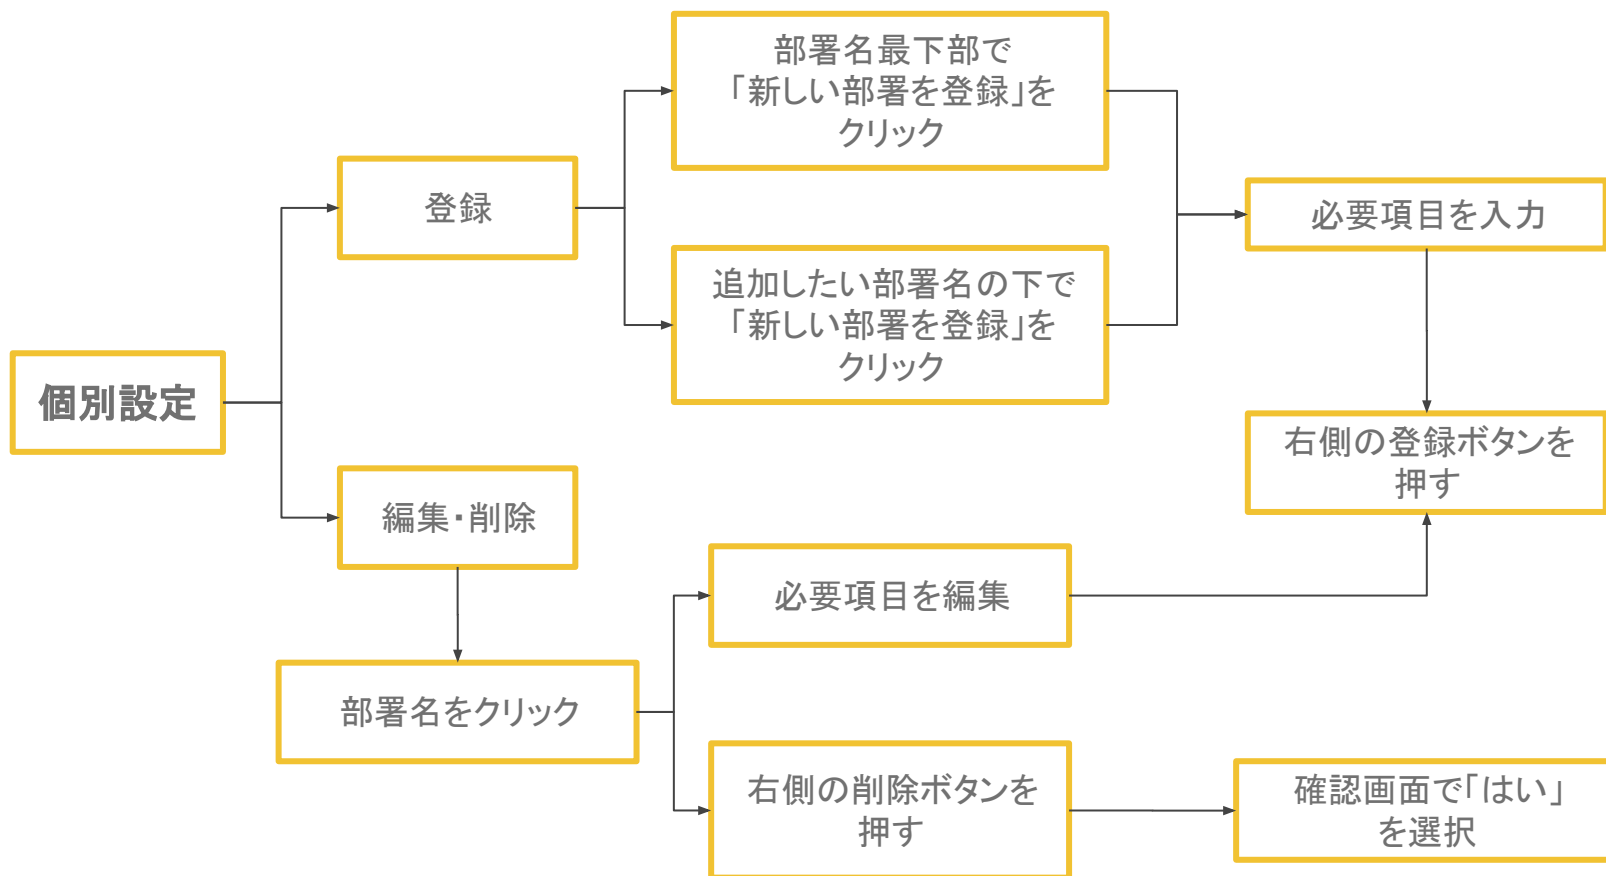 部署名最下部で
「新しい部署を登録」を
クリック
登録
必要項目を入力
追加したい部署名の下で
「新しい部署を登録」を
クリック
個別設定
右側の登録ボタンを
押す
編集・削除
必要項目を編集
部署名をクリック
右側の削除ボタンを
押す
確認画面で「はい」
を選択